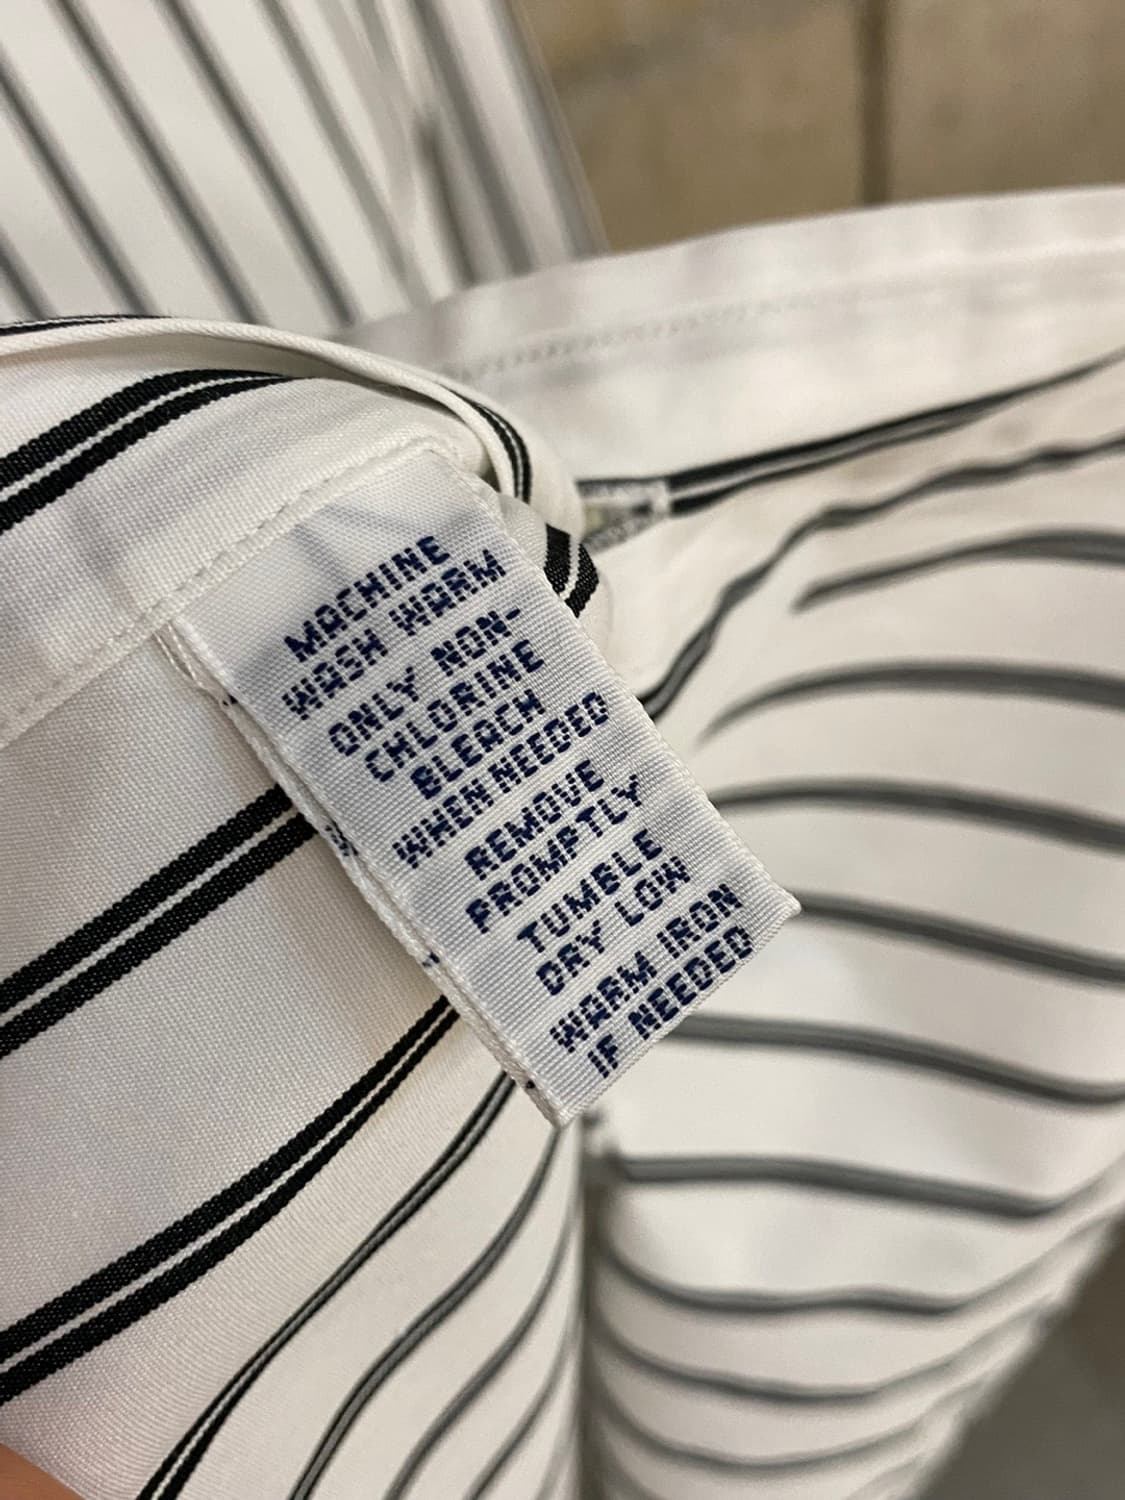 MACHINE
WASH WARM
ONLY NON-
CHLORINE
BLEACH
WHEN NEEDED
REMOVE
PROMPTLY
TUMBLE
DRY LOW
WARM IRON
IF NEEDED